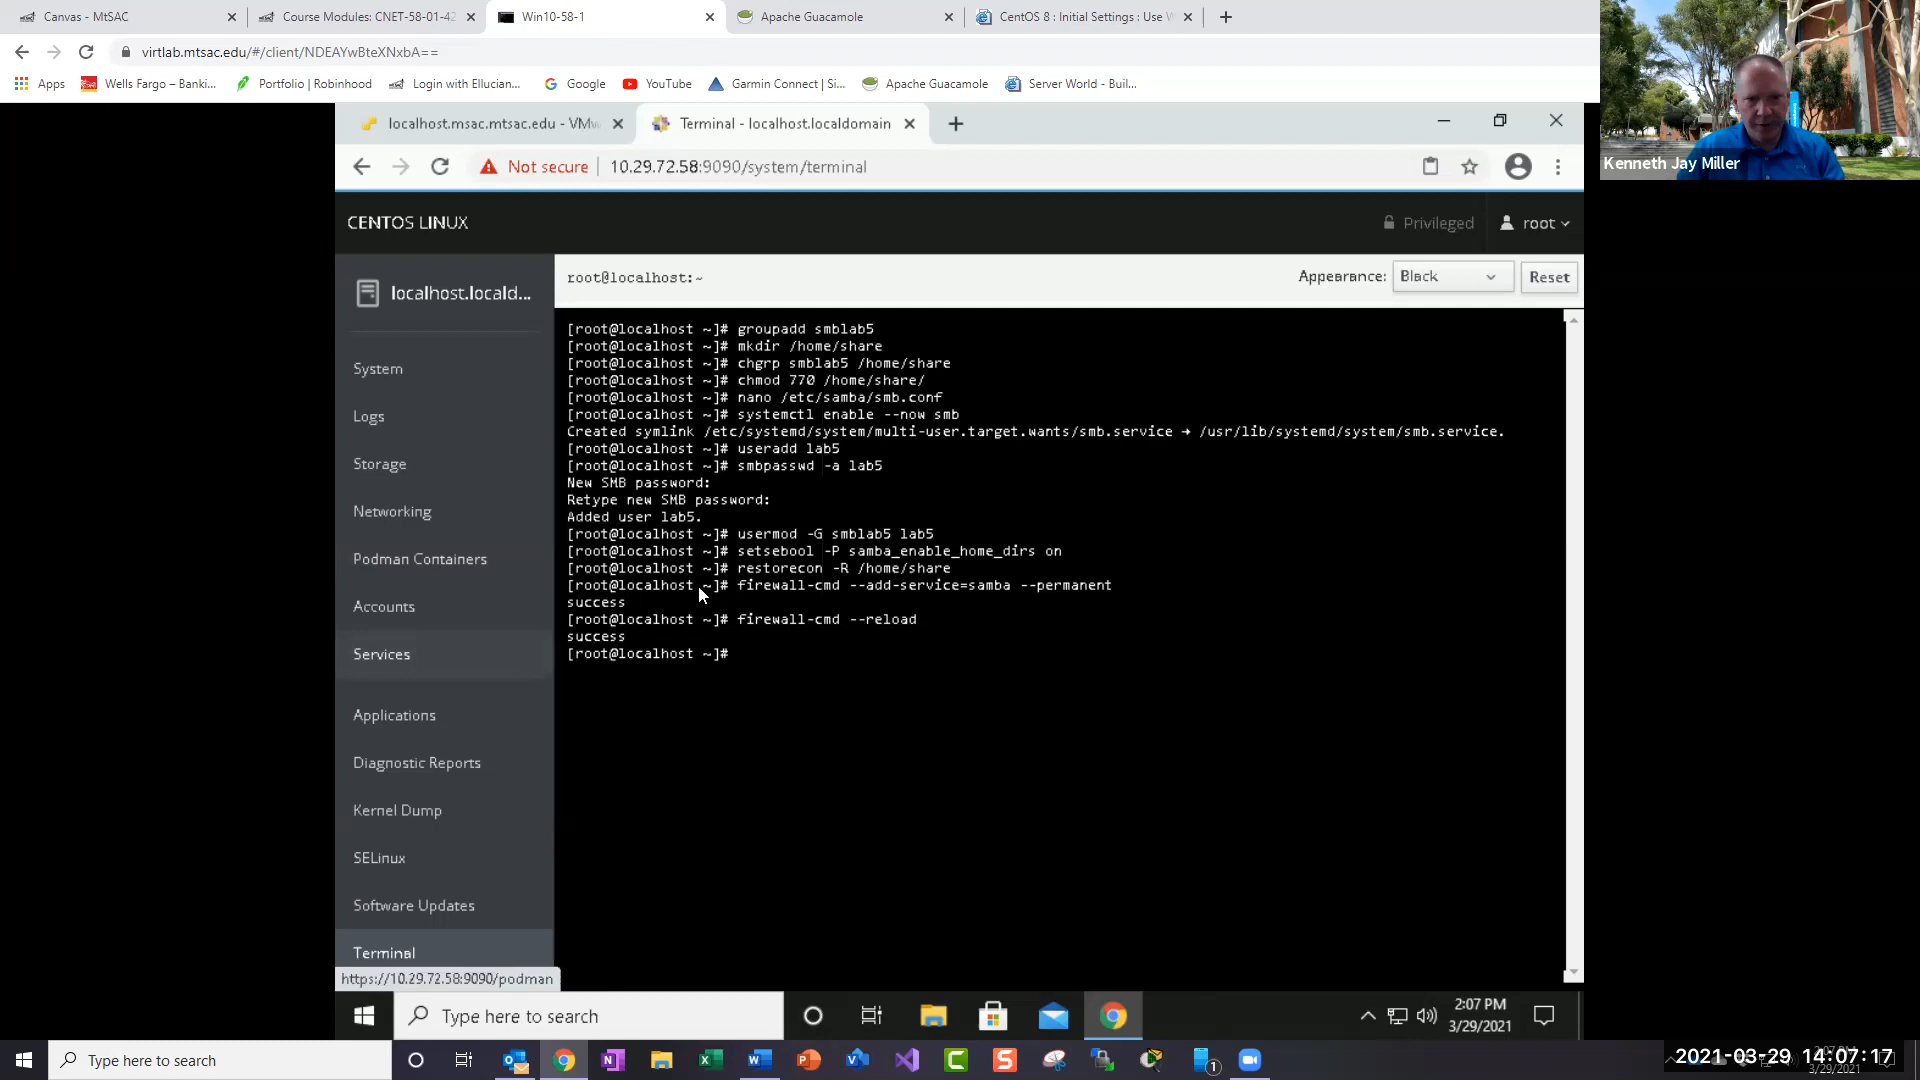 Canvas - MtSAC
Course Modules: CNET-58-01-42
Win10-58-1
Apache Guacamole
CentOS 8 : Initial Settings : Use W
virtlab.mtsac.edu/#/client/NDEAYwBteXNxbA==
Apps
Wells Fargo – Banki...
Portfolio | Robinhood
Login with Ellucian...
Google
YouTube
Garmin Connect | Si...
Apache Guacamole
Server World - Buil...
Kenneth Jay Miller
localhost.msac.mtsac.edu - VMw
Terminal - localhost.localdomain
Not secure
10.29.72.58:9090/system/terminal
CENTOS LINUX
Privileged
root
localhost.locald...
root@localhost:~
Appearance:
Black
Reset
System
Logs
Storage
Networking
Podman Containers
Accounts
Services
Applications
Diagnostic Reports
Kernel Dump
SELinux
Software Updates
Terminal
https://10.29.72.58:9090/podman
[root@localhost ~]# groupadd smblab5
[root@localhost ~]# mkdir /home/share
[root@localhost ~]# chgrp smblab5 /home/share
[root@localhost ~]# chmod 770 /home/share/
[root@localhost ~]# nano /etc/samba/smb.conf
[root@localhost ~]# systemctl enable --now smb
Created symlink /etc/systemd/system/multi-user.target.wants/smb.service → /usr/lib/systemd/system/smb.service.
[root@localhost ~]# useradd lab5
[root@localhost ~]# smbpasswd -a lab5
New SMB password:
Retype new SMB password:
Added user lab5.
[root@localhost ~]# usermod -G smblab5 lab5
[root@localhost ~]# setsebool -P samba_enable_home_dirs on
[root@localhost ~]# restorecon -R /home/share
[root@localhost ~]# firewall-cmd --add-service=samba --permanent
success
[root@localhost ~]# firewall-cmd --reload
success
[root@localhost ~]#
Type here to search
2:07 PM
3/29/2021
Type here to search
1
2021-03-29 14:07:17
3/29/2021